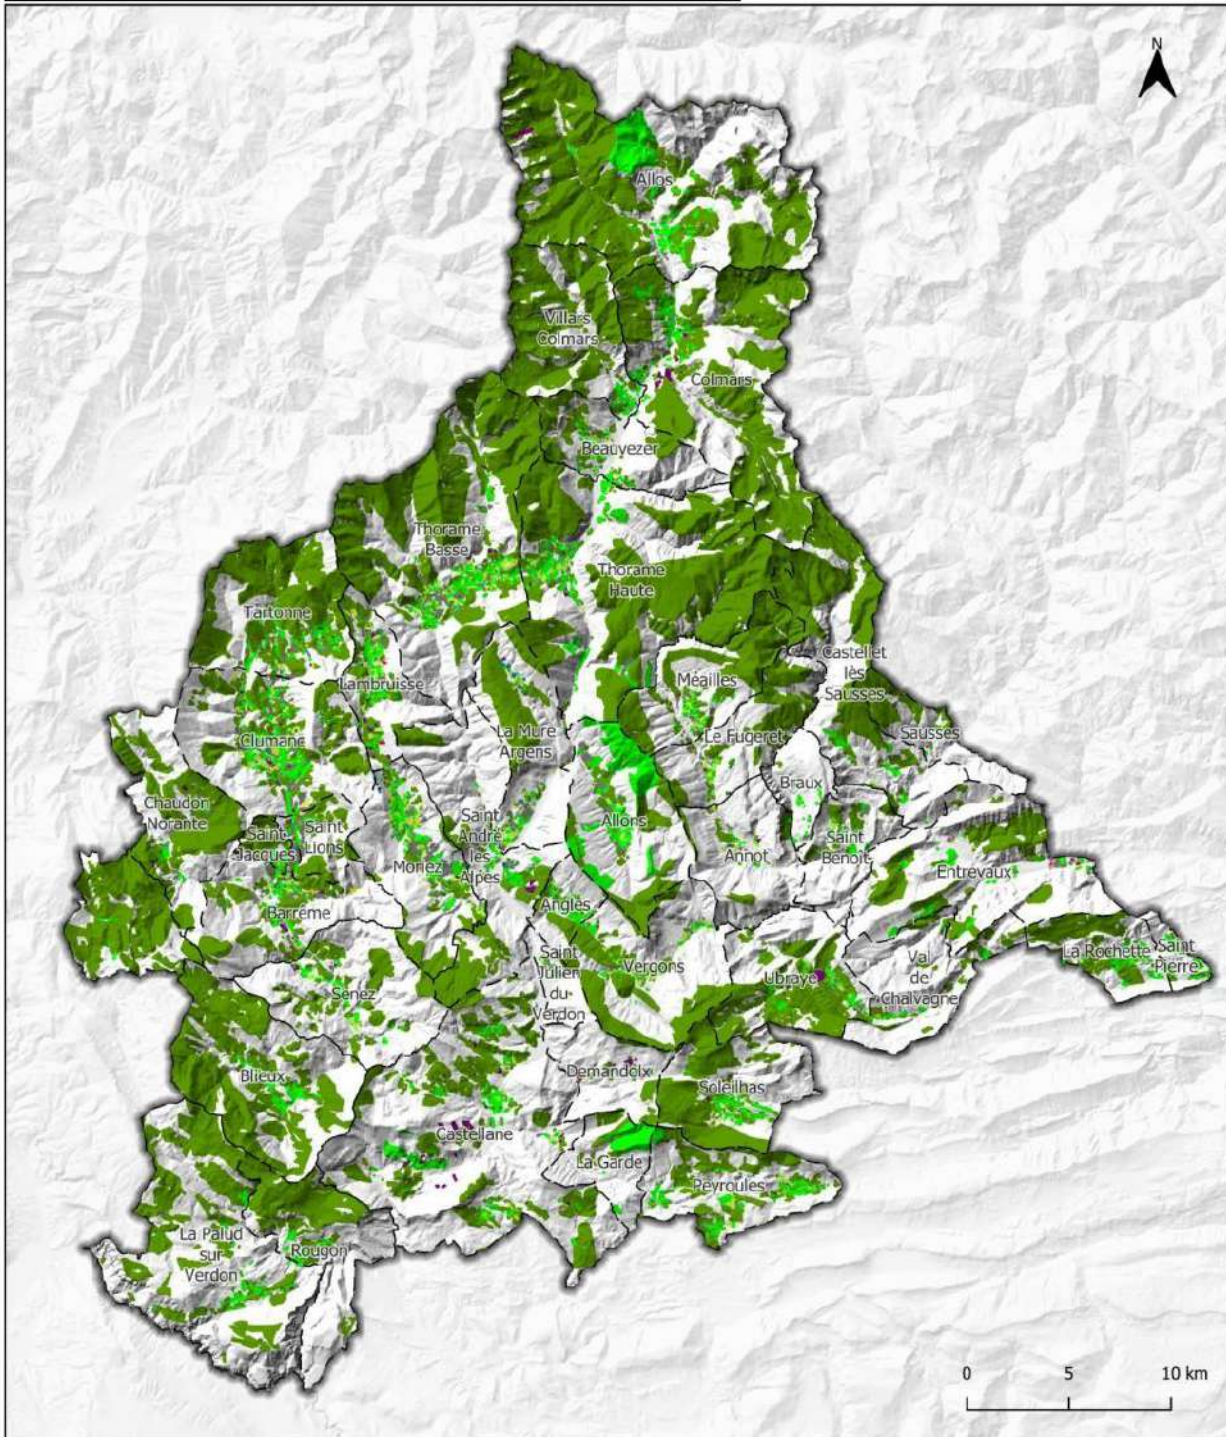 N
Allos
Villars
Colmars
Colmars
Beauvezer
Thorame
Basse
Thorame
Haute
Tartonne
Castellet
lès
Sausses
Lambruisse
Méailles
La Mure
Argens
Le Fugeret
Sausses
Clumanc
Braux
Chaudon
Norante
Saint
Jacques
Saint
Lions
Saint
André
les
Alpes
Allons
Annot
Saint
Benoit
Moriez
Entrevaux
Barrême
Angles
La Rochette
Saint
Pierre
Saint
Julien
du
Verdon
Vergons
Ubraye
Val
de
Chalvagne
Senez
Blieux
Demandolx
Soleilhas
Castellane
La Garde
Peyroules
La Palud
sur
Verdon
Rougon
0 5 10 km